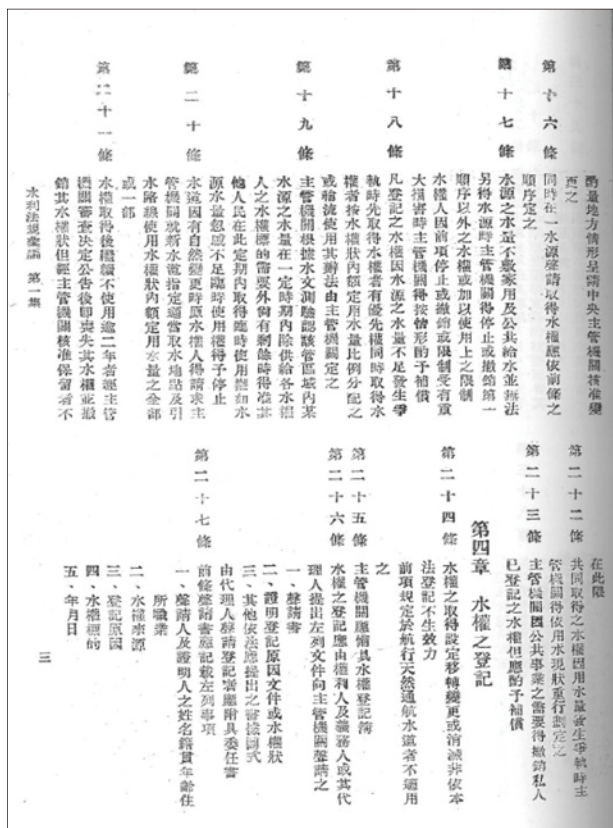 酌量地方情形呈請中央主管機關核准變
更之
第十六條
同時在一水源聲請取得水權應依前條之
順序定之
第十七條
水源之水量不敷家用及公共給水並無法
另得水源時主管機關得停止或撤銷第一
順序以外之水權或加以使用上之限制
水權人因前項停止或撤銷或限制受有重
大損害時主管機關得按情形酌予補償
第十八條
凡登記之水權因水源之水量不足發生爭
執時先取得水權者有優先權同時取得水
權者按水權狀內額定用水量比例分配之
或輪流使用其辦法由主管機關定之
第十九條
主管機關根據水文測驗認該管區域內某
水源之水量在一定時期內除供給各水權
人之水權標的需要外尚有剩餘時得准其
他人民在此定期內取得臨時使用權如水
源水量忽感不足臨時使用權得予停止
第二十條
水道因有自然變更時原水權人得請求主
管機關就新水道指定適當取水地點及引
水路線使用水權狀內額定用水量之全部
或一部
第二十一條
水權取得後繼續不使用逾二年者經主管
機關審查決定公告後即喪失其水權並撤
銷其水權狀但經主管機關核准保留者不
水利法規彙編 第一集
在此限
第二十二條
共同取得之水權因用水量發生爭執時主
管機關得依用水現狀重行劃定之
第二十三條
主管機關因公共事業之需要得撤銷私人
已登記之水權但應酌予補償
第四章 水權之登記
第二十四條
水權之取得設定移轉變更或消滅非依本
法登記不生效力
前項規定於航行天然通航水道者不適用
之
第二十五條
主管機關應備具水權登記簿
第二十六條
水權之登記應由權利人及義務人或其代
理人提出左列文件向主管機關聲請之
一、聲請書
二、證明登記原因文件或水權狀
三、其他依法應提出之書據圖式
由代理人聲請登記者應附具委任書
第二十七條
前條聲請書應記載左列事項
一、聲請人及證明人之姓名籍貫年齡住
所職業
二、水權來源
三、登記原因
四、水權標的
五、年月日
三